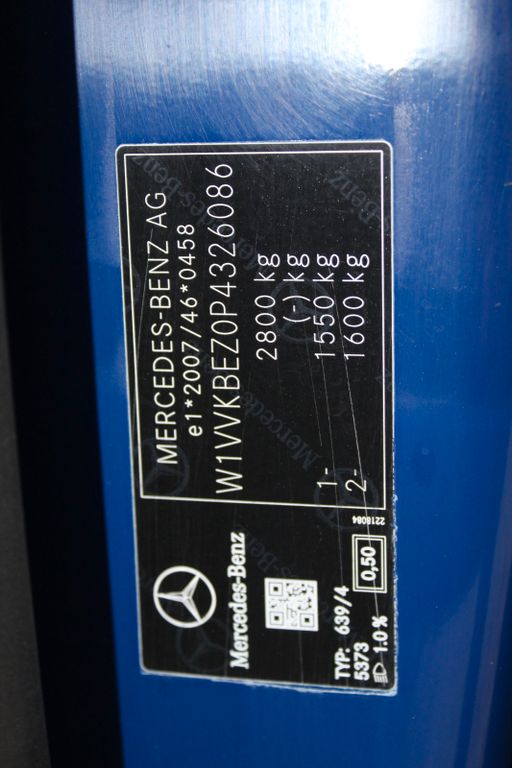 MERCEDES-BENZ AG
e1*2007/46*0458
W1VVKBEZ0P4326086
2800 kg
(-) kg
1- 1550 kg
2- 1600 kg
2218084
Mercedes-Benz
TYP: 639/4
5373
1.0%
0,50